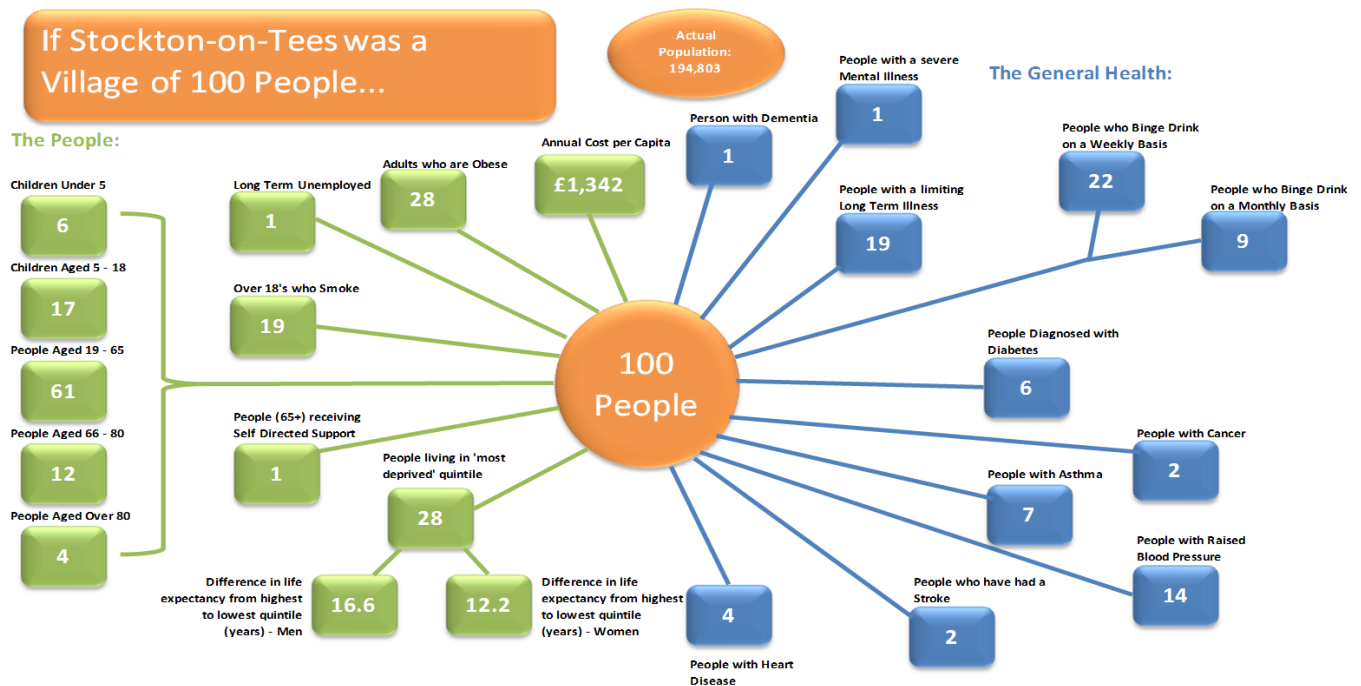 If Stockton-on-Tees was a
Village of 100 People...
Actual
Population:
194,803
The People:
Children Under 5
6
Children Aged 5 - 18
17
People Aged 19 - 65
61
People Aged 66 - 80
12
People Aged Over 80
4
Long Term Unemployed
1
Adults who are Obese
28
Annual Cost per Capita
£1,342
Over 18's who Smoke
19
People (65+) receiving
Self Directed Support
1
People living in 'most
deprived' quintile
28
Difference in life
expectancy from highest
to lowest quintile
(years) - Men
16.6
12.2
Difference in life
expectancy from highest
to lowest quintile
(years) - Women
100
People
The General Health:
Person with Dementia
1
People with a severe
Mental Illness
1
People with a limiting
Long Term Illness
19
People who Binge Drink
on a Weekly Basis
22
People who Binge Drink
on a Monthly Basis
9
People Diagnosed with
Diabetes
6
People with Cancer
2
People with Asthma
7
People with Raised
Blood Pressure
14
People who have had a
Stroke
2
4
People with Heart
Disease